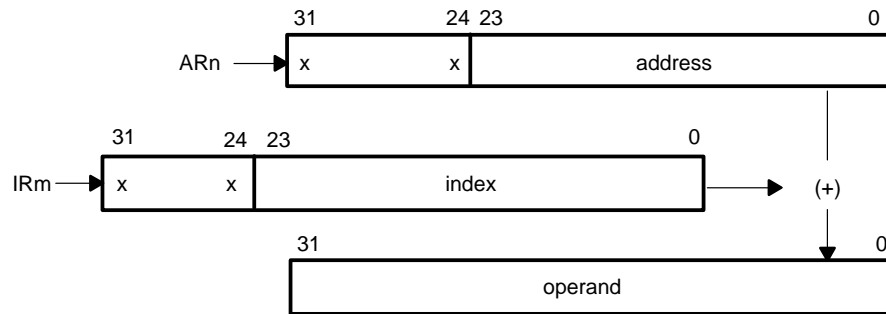 31 24 23 0
ARn x x address
31 24 23 0
IRm x x index (+)
31 0
operand